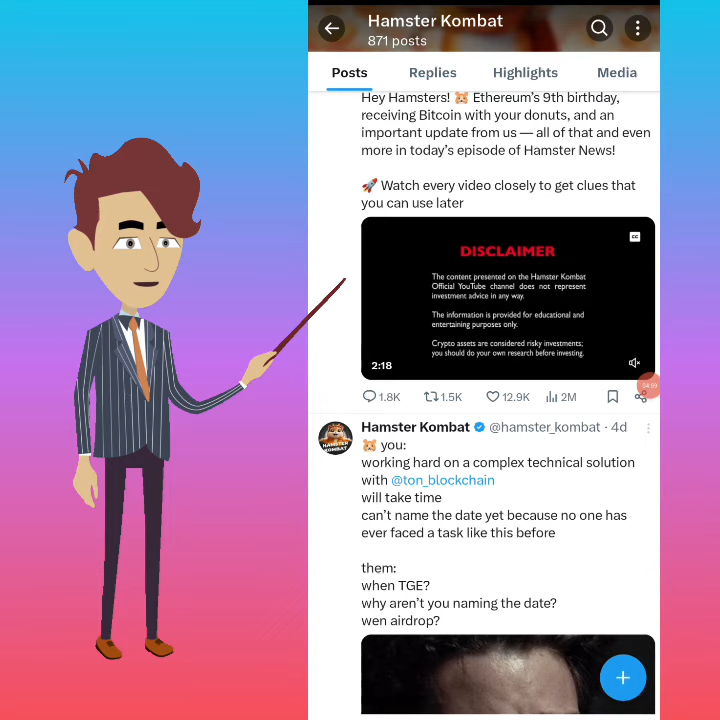 Hamster Kombat
871 posts
Posts Replies Highlights Media
Hey Hamsters! 🐹 Ethereum's 9th birthday,
receiving Bitcoin with your donuts, and an
important update from us — all of that and even
more in today's episode of Hamster News!
🚀 Watch every video closely to get clues that
you can use later
CC
DISCLAIMER
The content presented on the Hamster Kombat
Official YouTube channel does not represent
investment advice in any way.
The information is provided for educational and
entertaining purposes only.
Crypto assets are considered risky investments;
you should do your own research before investing.
2:18
04:59
1.8K 1.5K 12.9K 2M
HAMSTER
KOMBAT
Hamster Kombat @hamster_kombat · 4d
🐹 you:
working hard on a complex technical solution
with @ton_blockchain
will take time
can't name the date yet because no one has
ever faced a task like this before
them:
when TGE?
why aren't you naming the date?
wen airdrop?